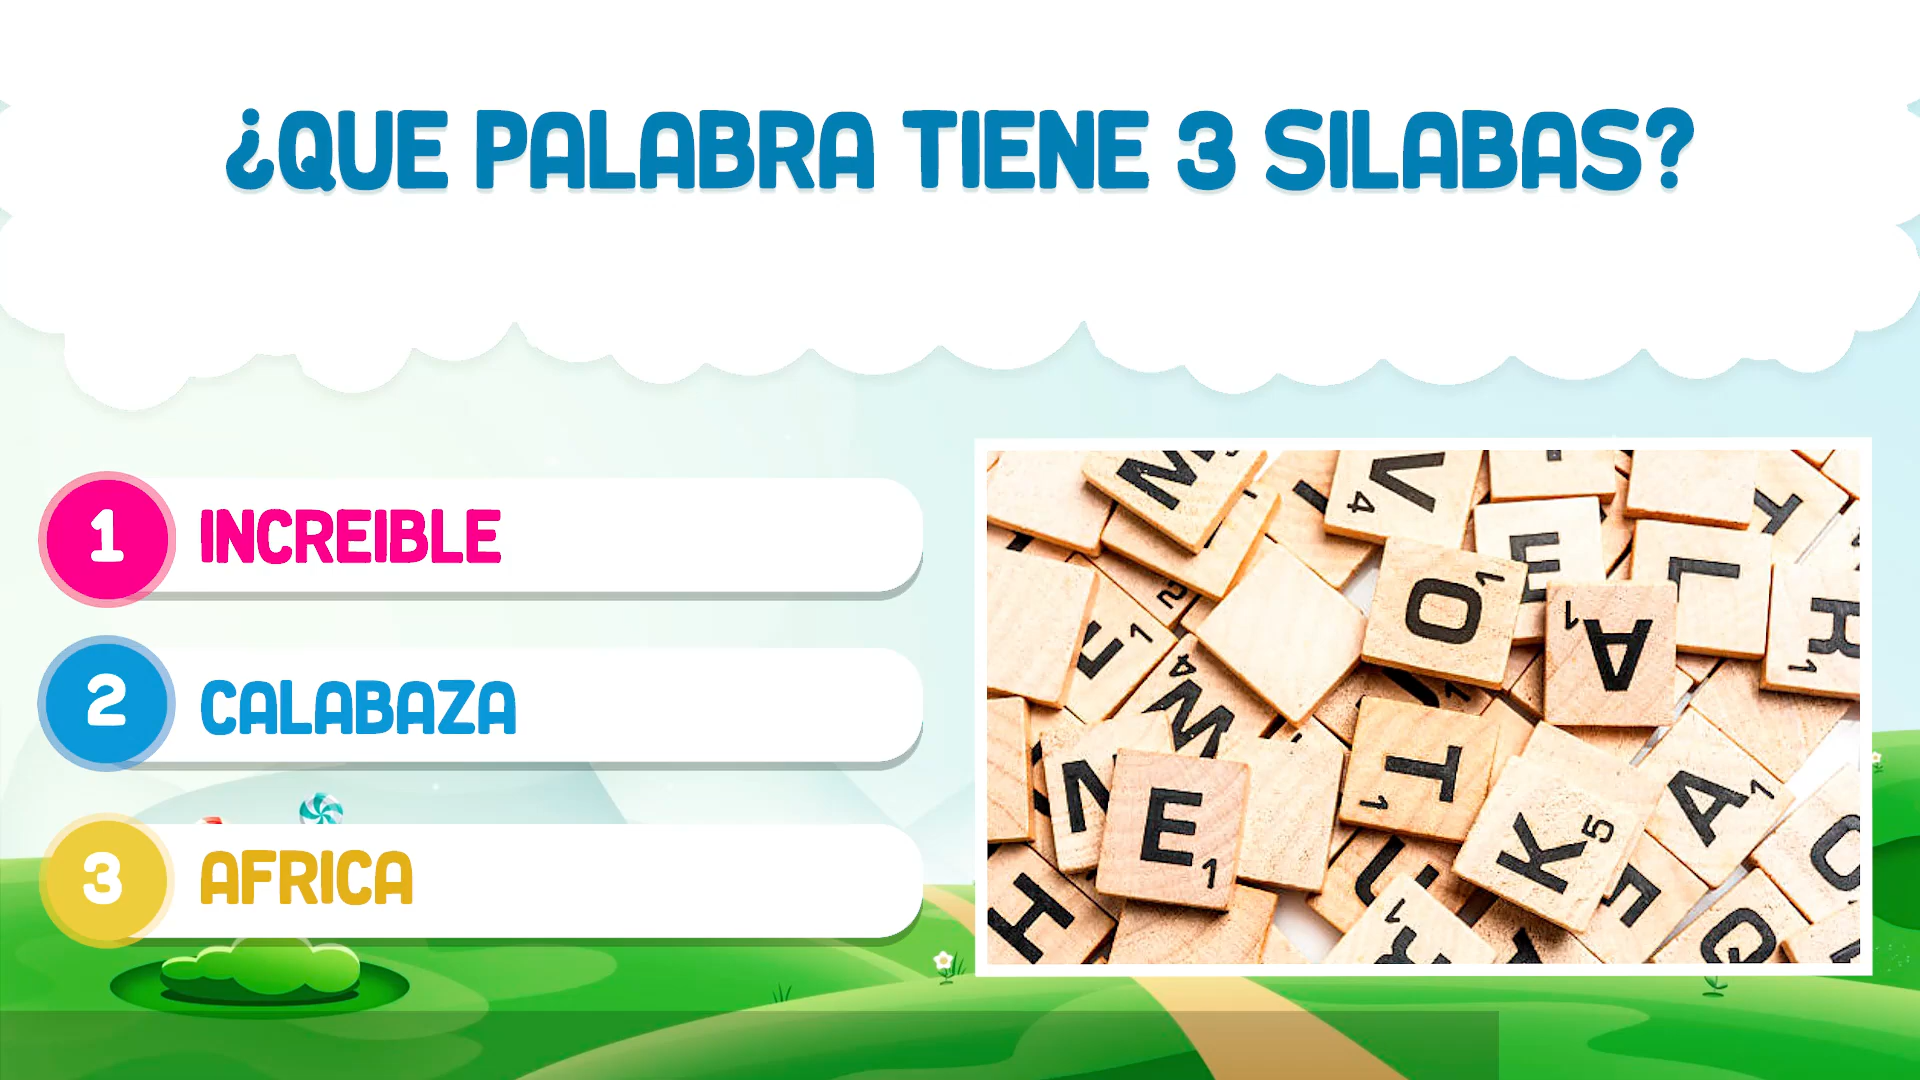 ¿QUE PALABRA TIENE 3 SILABAS?
1 INCREIBLE
2 CALABAZA
3 AFRICA